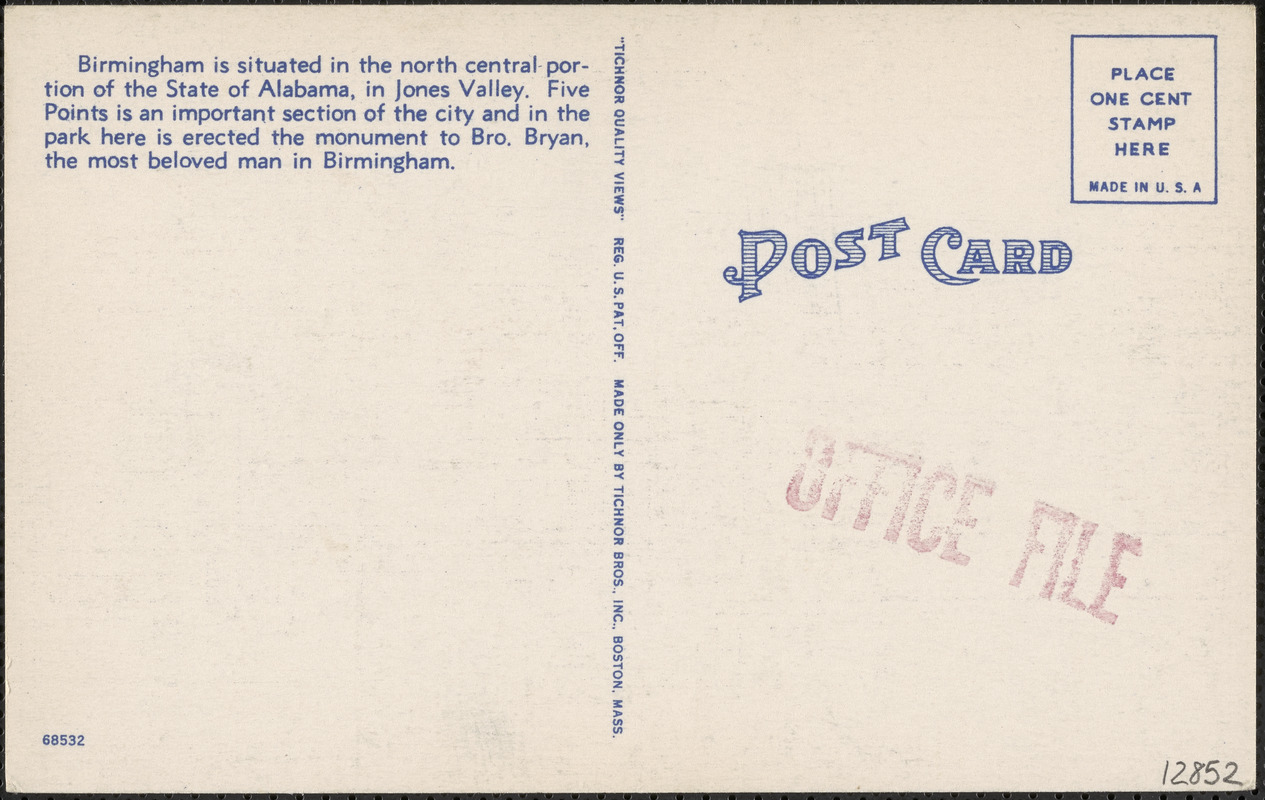 Birmingham is situated in the north central por-
tion of the State of Alabama, in Jones Valley. Five
Points is an important section of the city and in the
park here is erected the monument to Bro. Bryan,
the most beloved man in Birmingham.
68532
"TICHNOR QUALITY VIEWS" REG. U. S. PAT. OFF. MADE ONLY BY TICHNOR BROS., INC., BOSTON, MASS.
PLACE
ONE CENT
STAMP
HERE
MADE IN U. S. A
POST CARD
OFFICE FILE
12852